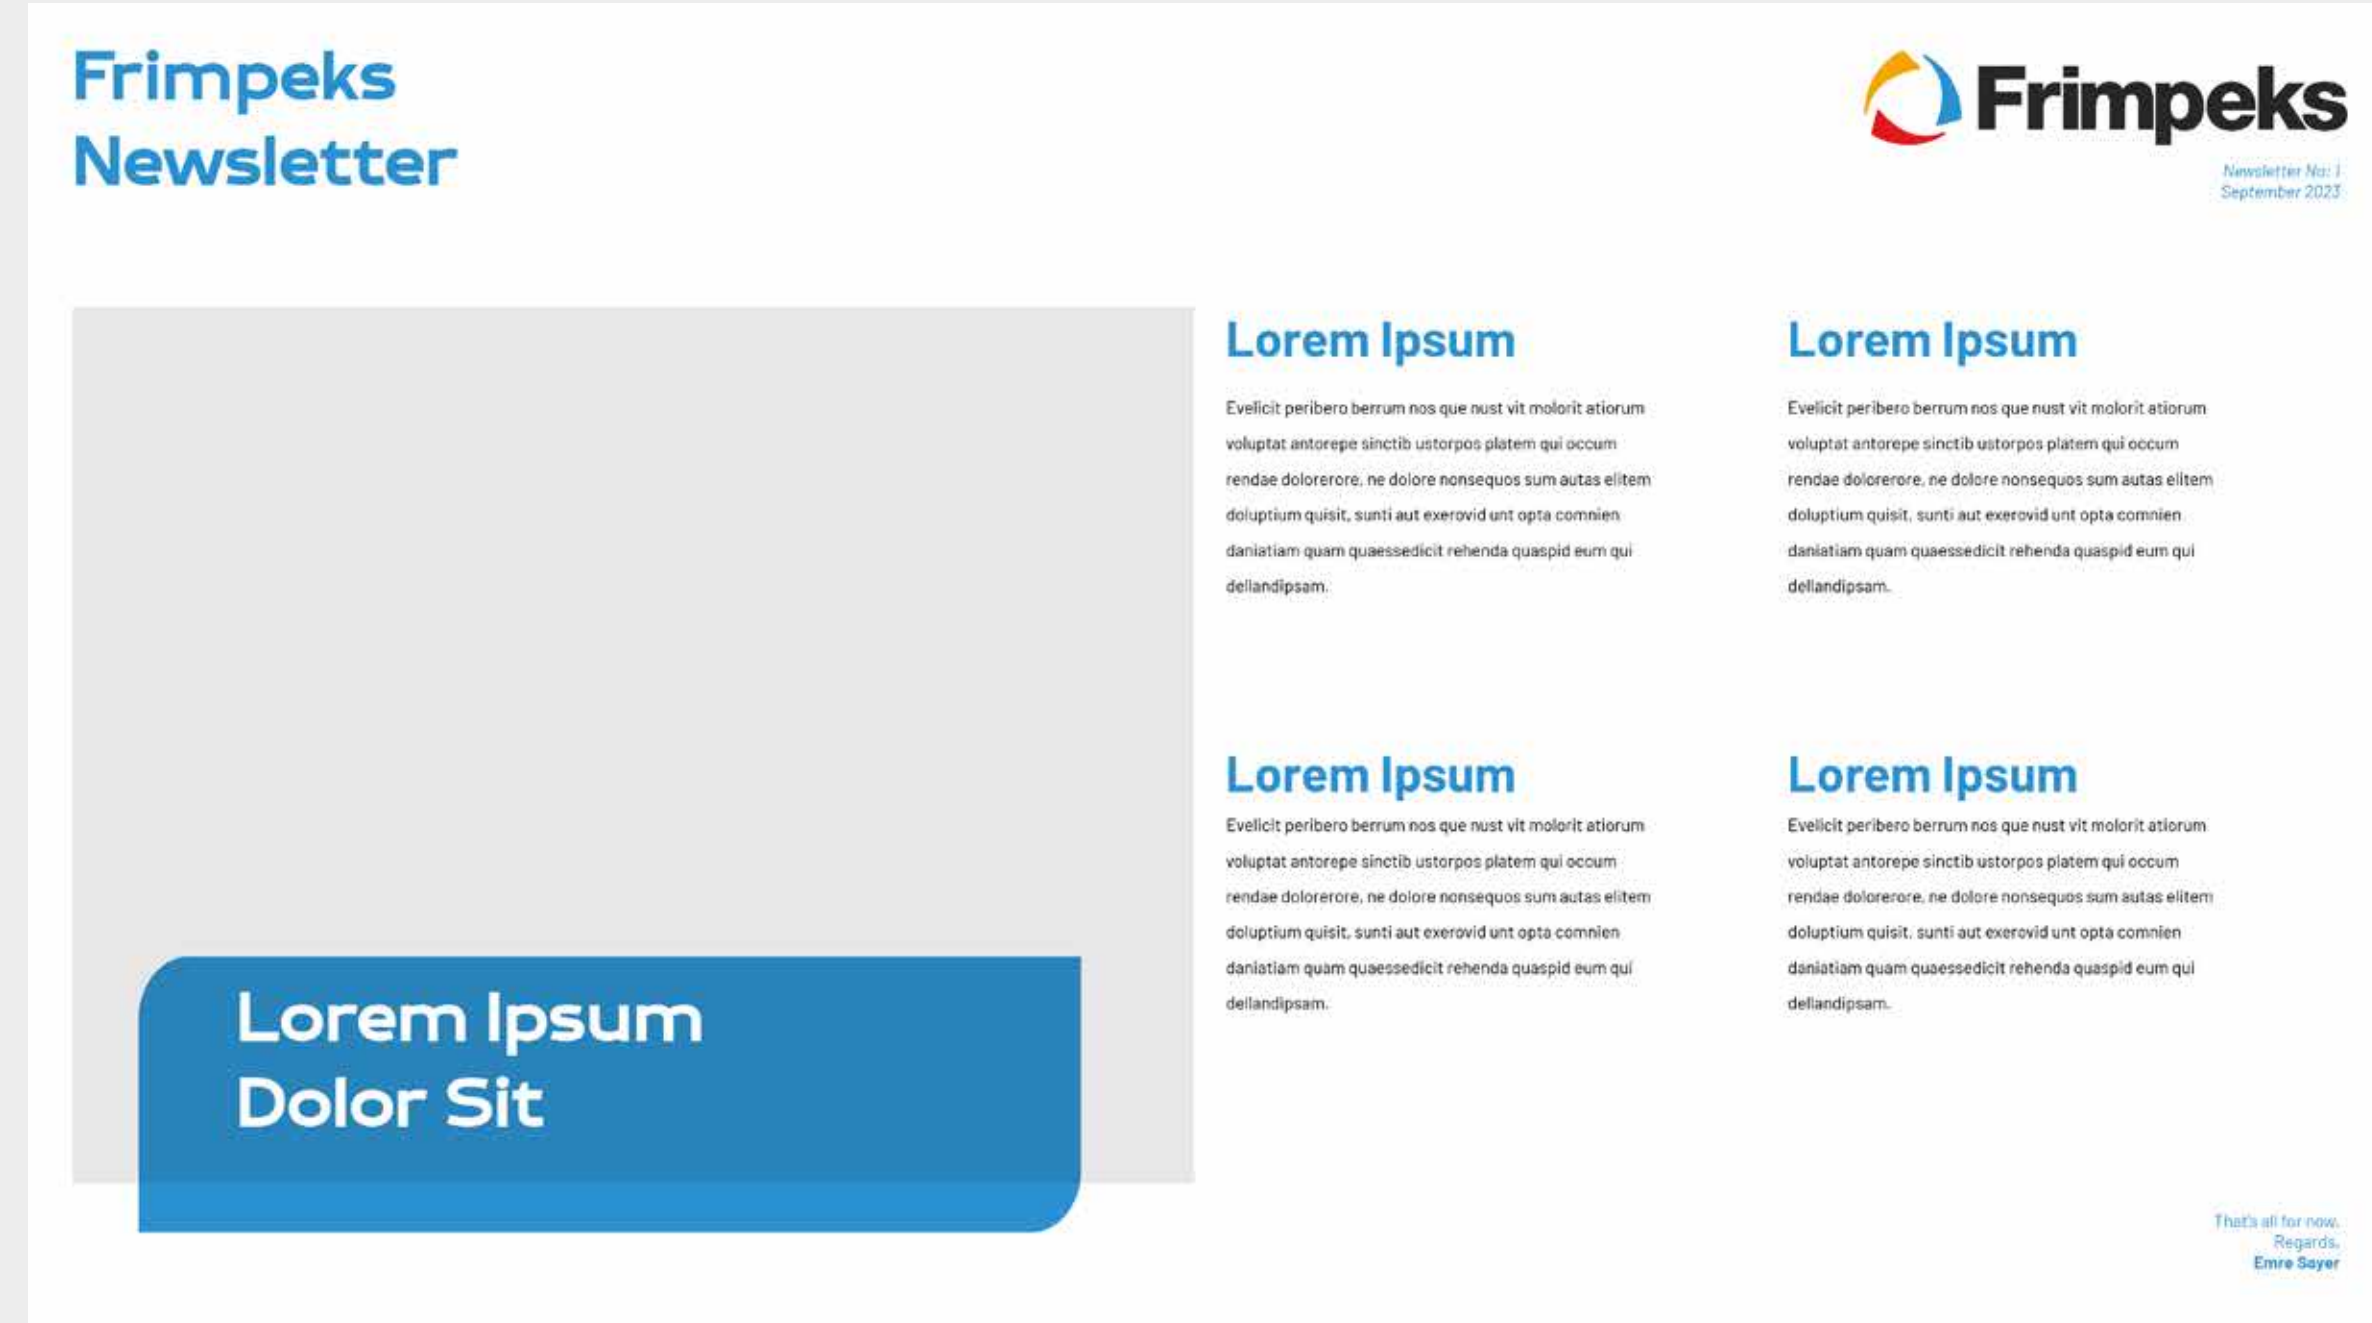 Frimpeks
Newsletter
Frimpeks
Newsletter No: 1
September 2023
Lorem Ipsum
Evelicit peribero berrum nos que nust vit molorit atiorum
voluptat antorepe sinctib ustorpos platem qui occum
rendae dolorerore, ne dolore nonsequos sum autas elitem
doluptium quisit, sunti aut exerovid unt opta comnien
daniatiam quam quaessedicit rehenda quaspid eum qui
dellandipsam.
Lorem Ipsum
Evelicit peribero berrum nos que nust vit molorit atiorum
voluptat antorepe sinctib ustorpos platem qui occum
rendae dolorerore, ne dolore nonsequos sum autas elitem
doluptium quisit, sunti aut exerovid unt opta comnien
daniatiam quam quaessedicit rehenda quaspid eum qui
dellandipsam.
Lorem Ipsum
Evelicit peribero berrum nos que nust vit molorit atiorum
voluptat antorepe sinctib ustorpos platem qui occum
rendae dolorerore, ne dolore nonsequos sum autas elitem
doluptium quisit, sunti aut exerovid unt opta comnien
daniatiam quam quaessedicit rehenda quaspid eum qui
dellandipsam.
Lorem Ipsum
Evelicit peribero berrum nos que nust vit molorit atiorum
voluptat antorepe sinctib ustorpos platem qui occum
rendae dolorerore, ne dolore nonsequos sum autas elitem
doluptium quisit, sunti aut exerovid unt opta comnien
daniatiam quam quaessedicit rehenda quaspid eum qui
dellandipsam.
Lorem Ipsum
Dolor Sit
That's all for now.
Regards,
Emre Sayer